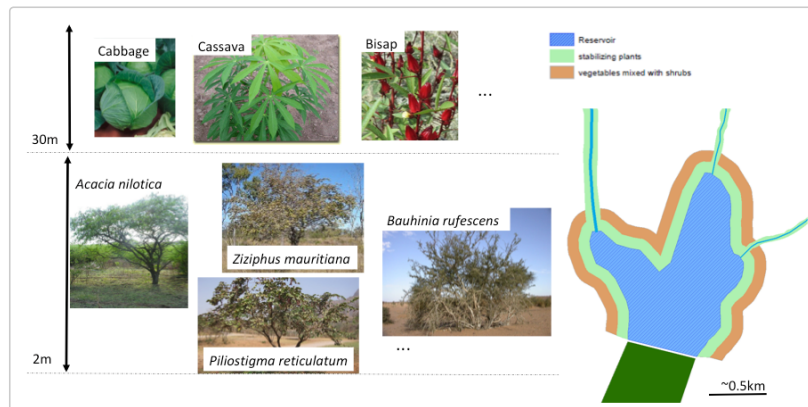 Cabbage
Cassava
Bisap
...
30m
Acacia nilotica
Ziziphus mauritiana
Bauhinia rufescens
Piliostigma reticulatum
...
2m
Reservoir
stabilizing plants
vegetables mixed with shrubs
~0.5km